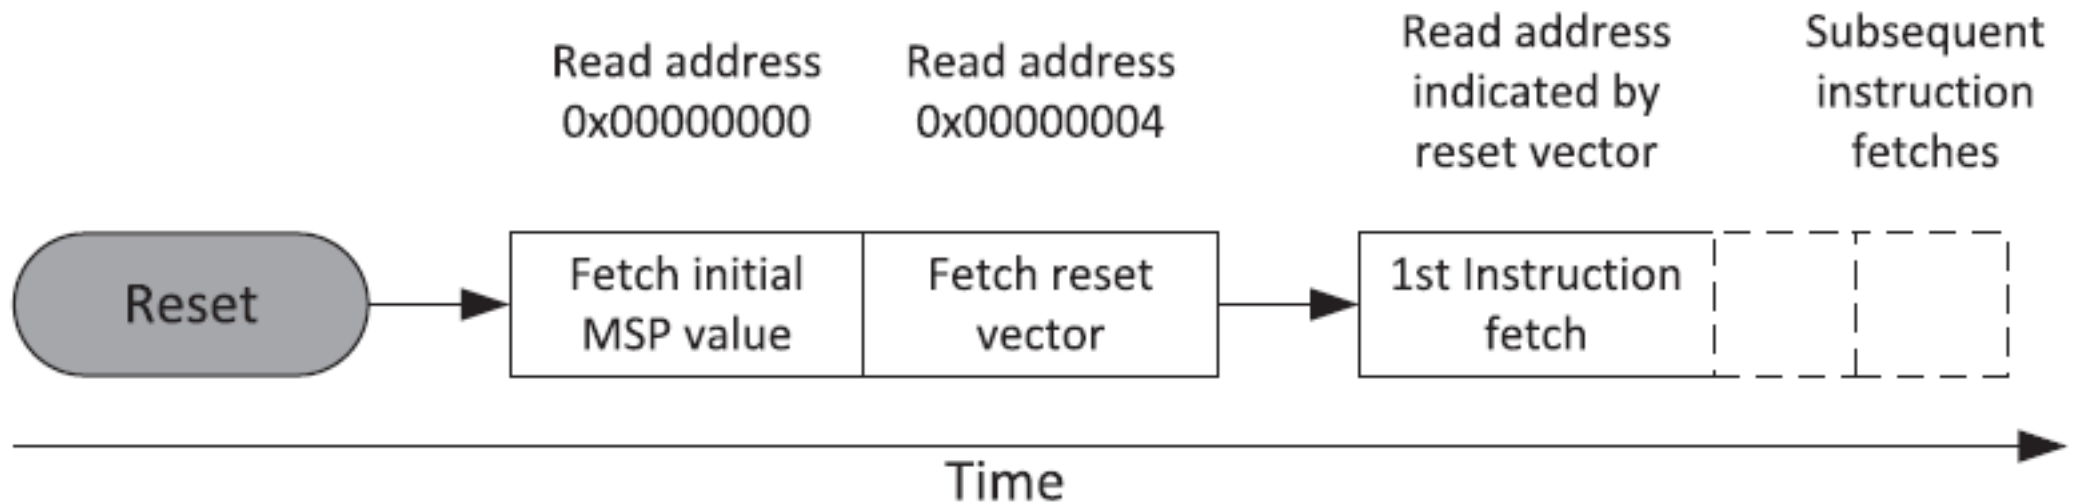 Read address
0x00000000
Read address
0x00000004
Read address
indicated by
reset vector
Subsequent
instruction
fetches
Reset
Fetch initial
MSP value
Fetch reset
vector
1st Instruction
fetch
Time